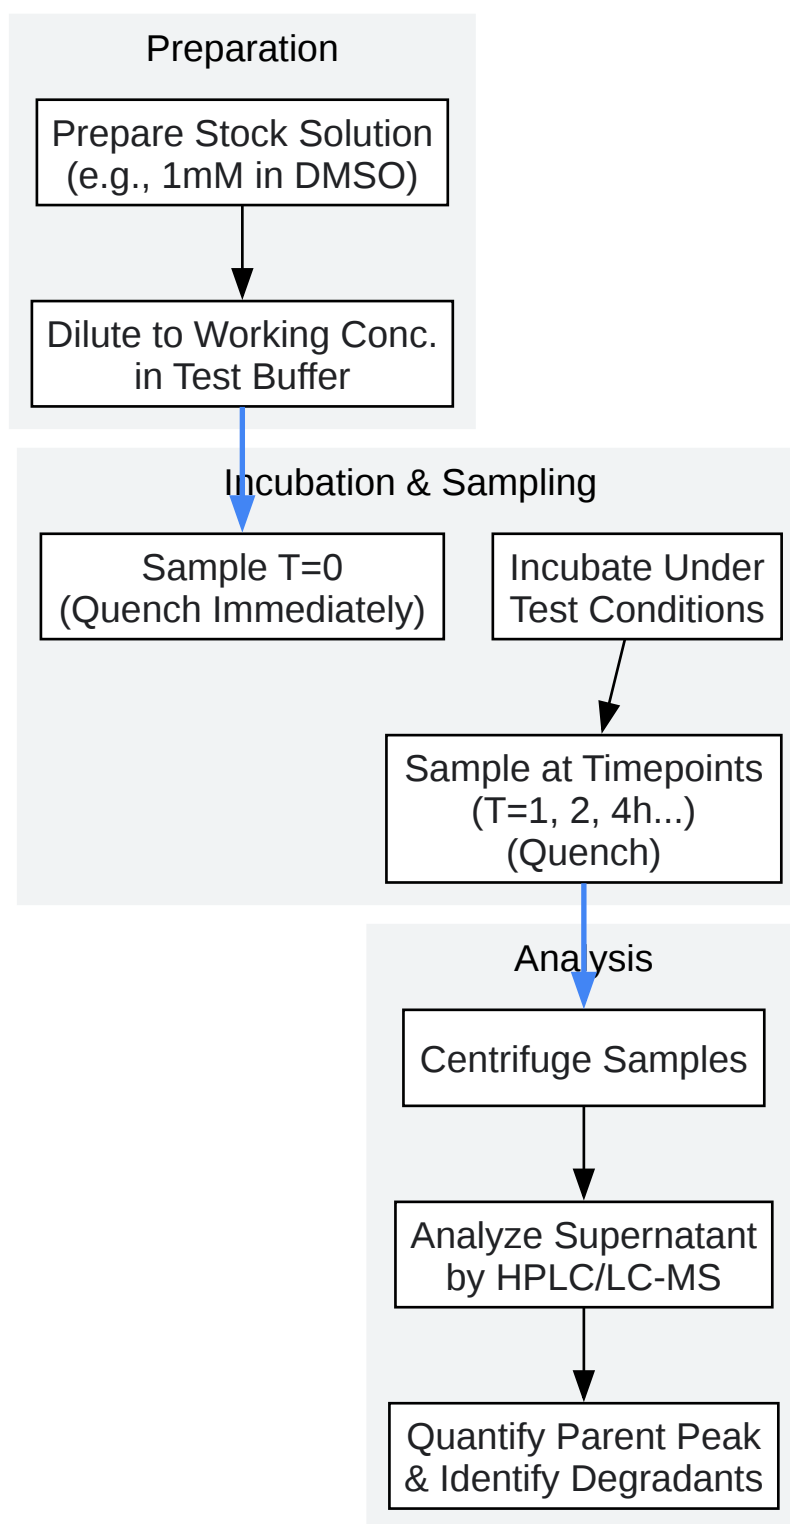 Preparation
Prepare Stock Solution
(e.g., 1mM in DMSO)
Dilute to Working Conc.
in Test Buffer
Incubation & Sampling
Sample T=0
(Quench Immediately)
Incubate Under
Test Conditions
Sample at Timepoints
(T=1, 2, 4h...)
(Quench)
Analysis
Centrifuge Samples
Analyze Supernatant
by HPLC/LC-MS
Quantify Parent Peak
& Identify Degradants